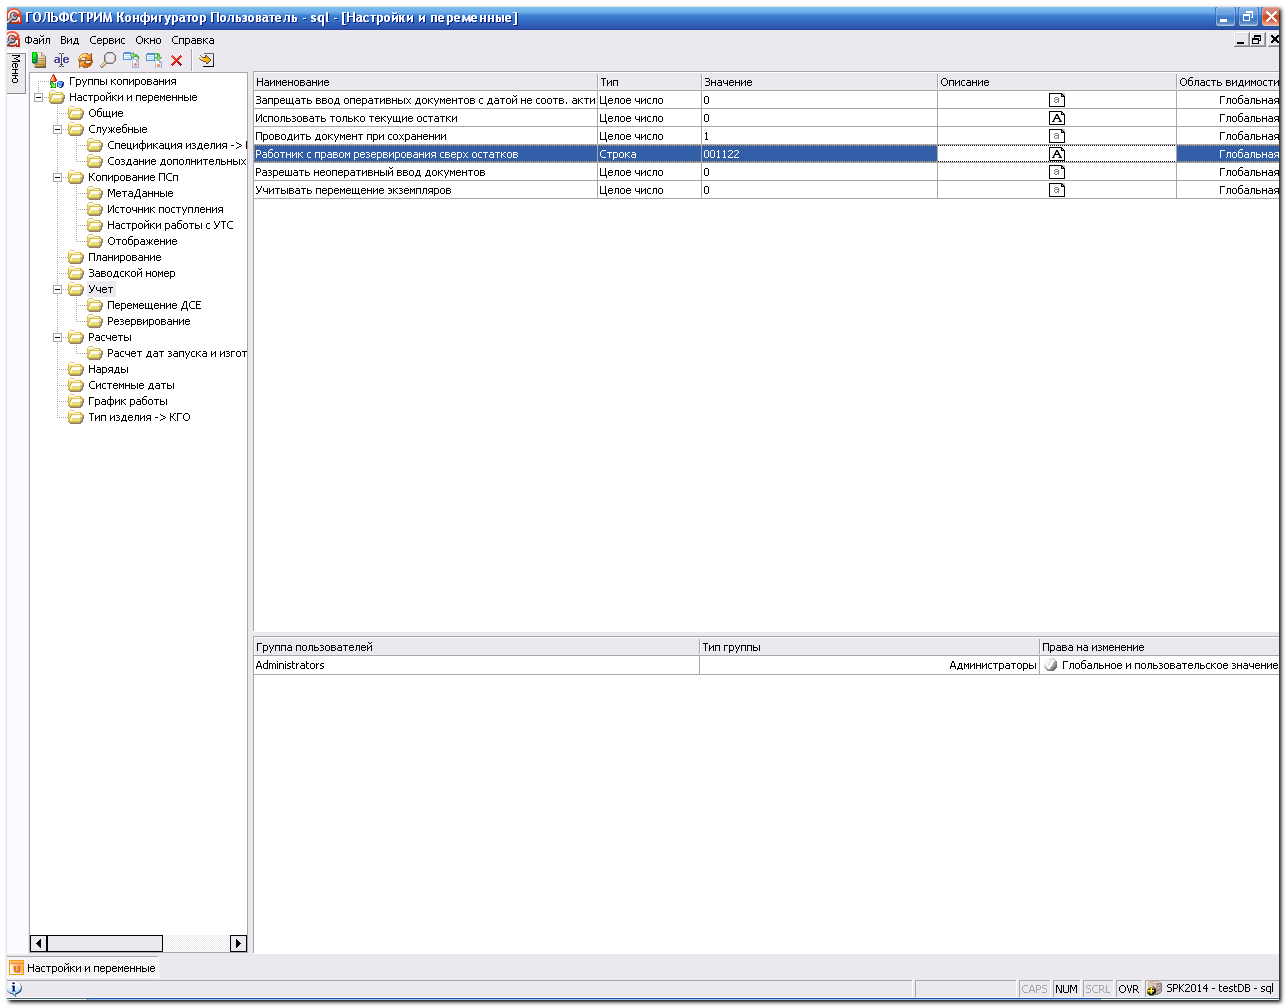 ГОЛЬФСТРИМ Конфигуратор Пользователь - sql - [Настройки и переменные]
Файл Вид Сервис Окно Справка
Меню
Группы копирования
Настройки и переменные
Общие
Служебные
Спецификация изделия ->
Создание дополнительных
Копирование ПСп
МетаДанные
Источник поступления
Настройки работы с УТС
Отображение
Планирование
Заводской номер
Учет
Перемещение ДСЕ
Резервирование
Расчеты
Расчет дат запуска и изгот
Наряды
Системные даты
График работы
Тип изделия -> КГО
Наименование Тип Значение Описание Область видимости
Запрещать ввод оперативных документов с датой не соотв. акти Целое число 0 a Глобальная
Использовать только текущие остатки Целое число 0 A Глобальная
Проводить документ при сохранении Целое число 1 a Глобальная
Работник с правом резервирования сверх остатков Строка 001122 A Глобальная
Разрешать неоперативный ввод документов Целое число 0 a Глобальная
Учитывать перемещение экземпляров Целое число 0 a Глобальная
Группа пользователей Тип группы Права на изменение
Administrators Администраторы Глобальное и пользовательское значение
Настройки и переменные
CAPS NUM SCRL OVR SPK2014 - testDB - sql